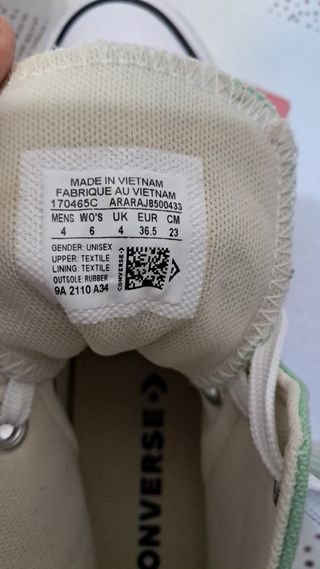 MADE IN VIETNAM
FABRIQUE AU VIETNAM
170465C ARARAJ8500433
MENS WO'S UK EUR CM
4 6 4 36.5 23
GENDER: UNISEX
UPPER: TEXTILE
LINING: TEXTILE
OUTSOLE: RUBBER
9A 2110 A34
CONVERSE
CONVERSE